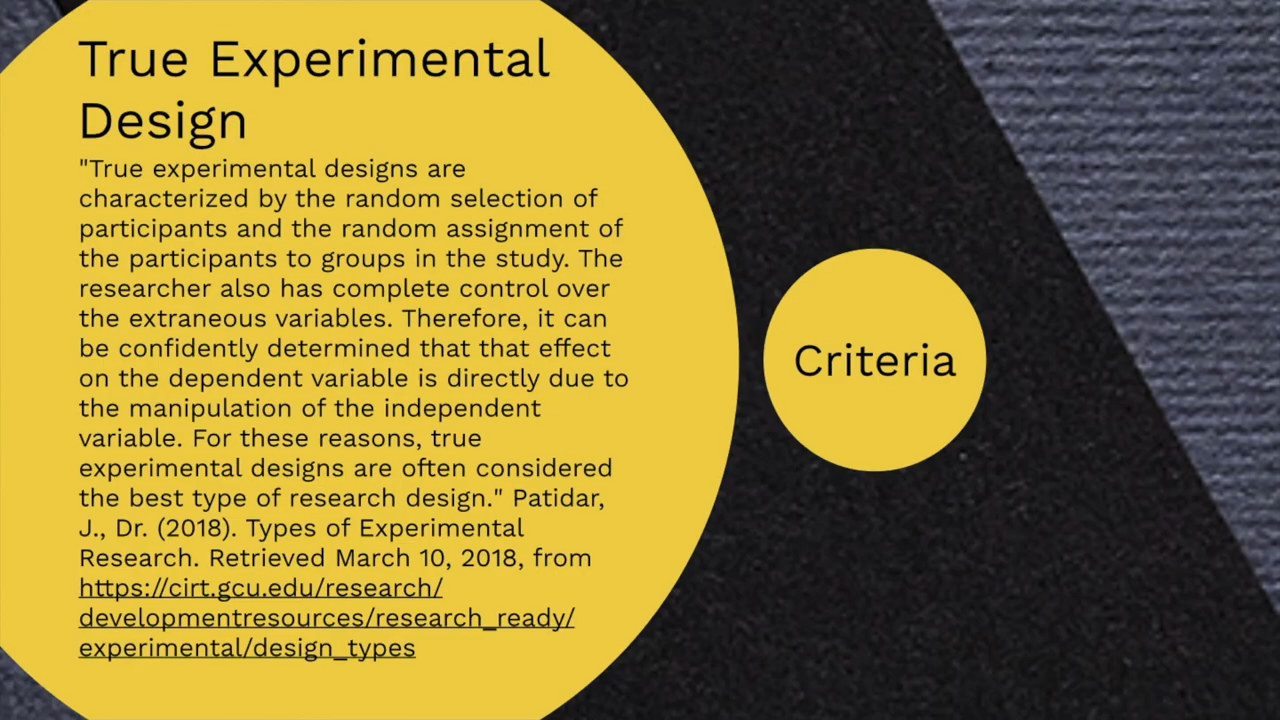 True Experimental
Design
"True experimental designs are
characterized by the random selection of
participants and the random assignment of
the participants to groups in the study. The
researcher also has complete control over
the extraneous variables. Therefore, it can
be confidently determined that that effect
on the dependent variable is directly due to
the manipulation of the independent
variable. For these reasons, true
experimental designs are often considered
the best type of research design." Patidar,
J., Dr. (2018). Types of Experimental
Research. Retrieved March 10, 2018, from
https://cirt.gcu.edu/research/
developmentresources/research_ready/
experimental/design_types
Criteria